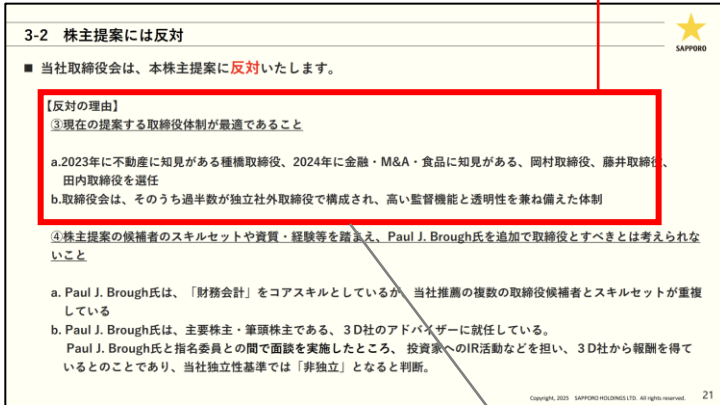 3-2 株主提案には反対
SAPPORO
■ 当社取締役会は、本株主提案に反対いたします。
【反対の理由】
③現在の提案する取締役体制が最適であること
a.2023年に不動産に知見がある種橋取締役、2024年に金融・M&A・食品に知見がある、岡村取締役、藤井取締役、
田内取締役を選任
b.取締役会は、そのうち過半数が独立社外取締役で構成され、高い監督機能と透明性を兼ね備えた体制
④株主提案の候補者のスキルセットや資質・経験等を踏まえ、Paul J. Brough氏を追加で取締役とすべきとは考えられな
いこと
a. Paul J. Brough氏は、「財務会計」をコアスキルとしているが、当社推薦の複数の取締役候補者とスキルセットが重複
している
b. Paul J. Brough氏は、主要株主・筆頭株主である、３D社のアドバイザーに就任している。
Paul J. Brough氏と指名委員との間で面談を実施したところ、投資家へのIR活動などを担い、３D社から報酬を得て
いるとのことであり、当社独立性基準では「非独立」となると判断。
Copyright, 2025 SAPPORO HOLDINGS LTD. All rights reserved.
21